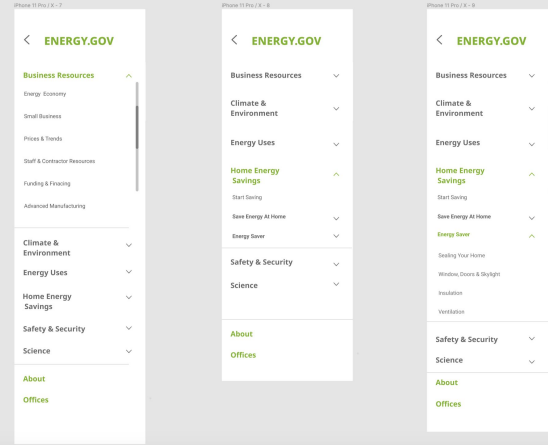 iPhone 11 Pro / X - 7
ENERGY.GOV
Business Resources
Energy Economy
Small Business
Prices & Trends
Staff & Contractor Resources
Funding & Finacing
Advanced Manufacturing
Climate &
Environment
Energy Uses
Home Energy
Savings
Safety & Security
Science
About
Offices
iPhone 11 Pro / X - 8
ENERGY.GOV
Business Resources
Climate &
Environment
Energy Uses
Home Energy
Savings
Start Saving
Save Energy At Home
Energy Saver
Safety & Security
Science
About
Offices
iPhone 11 Pro / X - 9
ENERGY.GOV
Business Resources
Climate &
Environment
Energy Uses
Home Energy
Savings
Start Saving
Save Energy At Home
Energy Saver
Sealing Your Home
Window, Doors & Skylight
Insulation
Ventilation
Safety & Security
Science
About
Offices